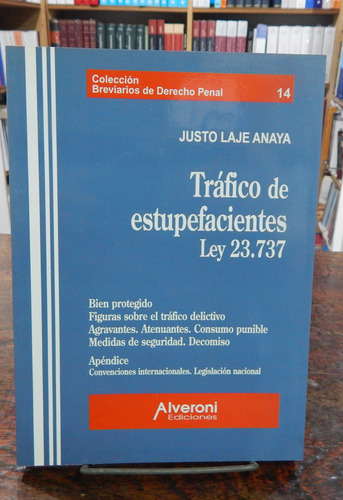 Colección
Breviarios de Derecho Penal 14
JUSTO LAJE ANAYA
Tráfico de
estupefacientes
Ley 23.737
Bien protegido
Figuras sobre el tráfico delictivo
Agravantes. Atenuantes. Consumo punible
Medidas de seguridad. Decomiso
Apéndice
Convenciones internacionales. Legislación nacional
Alveroni
Ediciones